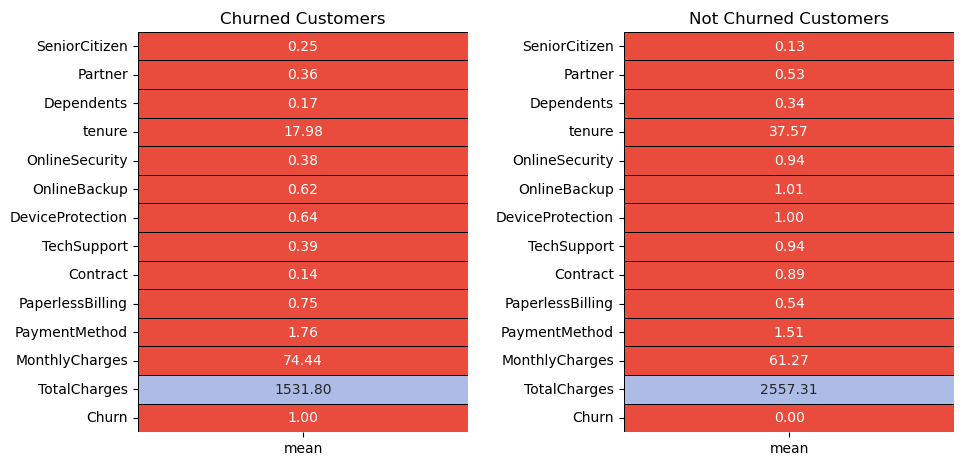 Churned Customers
SeniorCitizen 0.25
Partner 0.36
Dependents 0.17
tenure 17.98
OnlineSecurity 0.38
OnlineBackup 0.62
DeviceProtection 0.64
TechSupport 0.39
Contract 0.14
PaperlessBilling 0.75
PaymentMethod 1.76
MonthlyCharges 74.44
TotalCharges 1531.80
Churn 1.00
mean
Not Churned Customers
SeniorCitizen 0.13
Partner 0.53
Dependents 0.34
tenure 37.57
OnlineSecurity 0.94
OnlineBackup 1.01
DeviceProtection 1.00
TechSupport 0.94
Contract 0.89
PaperlessBilling 0.54
PaymentMethod 1.51
MonthlyCharges 61.27
TotalCharges 2557.31
Churn 0.00
mean